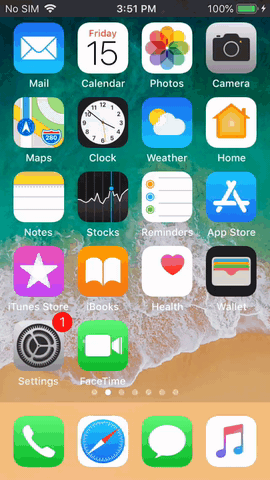 No SIM 3:51 PM 100%
Friday
15
Mail Calendar Photos Camera
280
Maps Clock Weather Home
Notes Stocks Reminders App Store
iTunes Store iBooks Health Wallet
1
Settings FaceTime